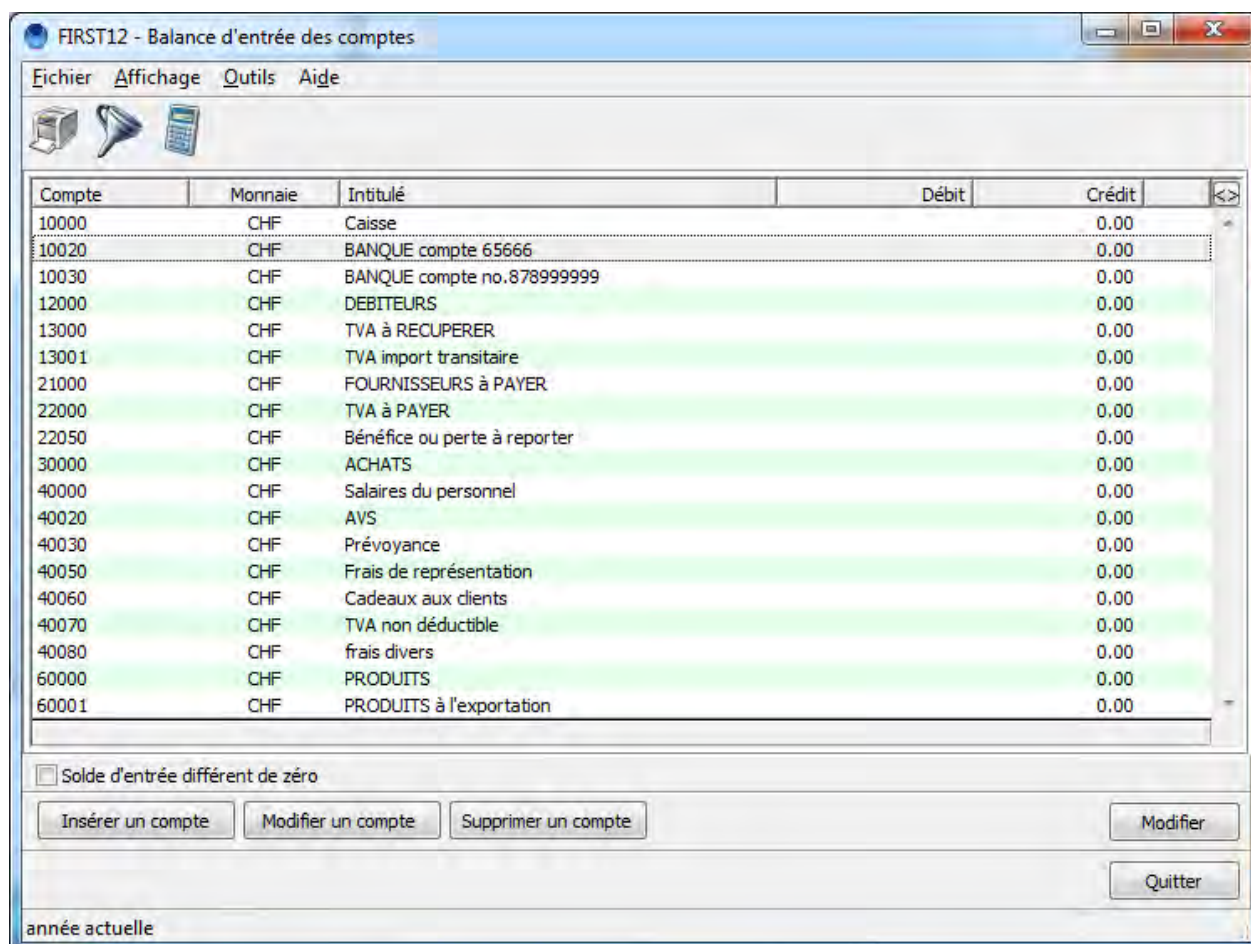 FIRST12 - Balance d'entrée des comptes
Fichier Affichage Outils Aide
Compte Monnaie Intitulé Débit Crédit <>
10000 CHF Caisse 0.00
10020 CHF BANQUE compte 65666 0.00
10030 CHF BANQUE compte no.878999999 0.00
12000 CHF DEBITEURS 0.00
13000 CHF TVA à RECUPERER 0.00
13001 CHF TVA import transitaire 0.00
21000 CHF FOURNISSEURS à PAYER 0.00
22000 CHF TVA à PAYER 0.00
22050 CHF Bénéfice ou perte à reporter 0.00
30000 CHF ACHATS 0.00
40000 CHF Salaires du personnel 0.00
40020 CHF AVS 0.00
40030 CHF Prévoyance 0.00
40050 CHF Frais de représentation 0.00
40060 CHF Cadeaux aux clients 0.00
40070 CHF TVA non déductible 0.00
40080 CHF frais divers 0.00
60000 CHF PRODUITS 0.00
60001 CHF PRODUITS à l'exportation 0.00
Solde d'entrée différent de zéro
Insérer un compte Modifier un compte Supprimer un compte Modifier
Quitter
année actuelle